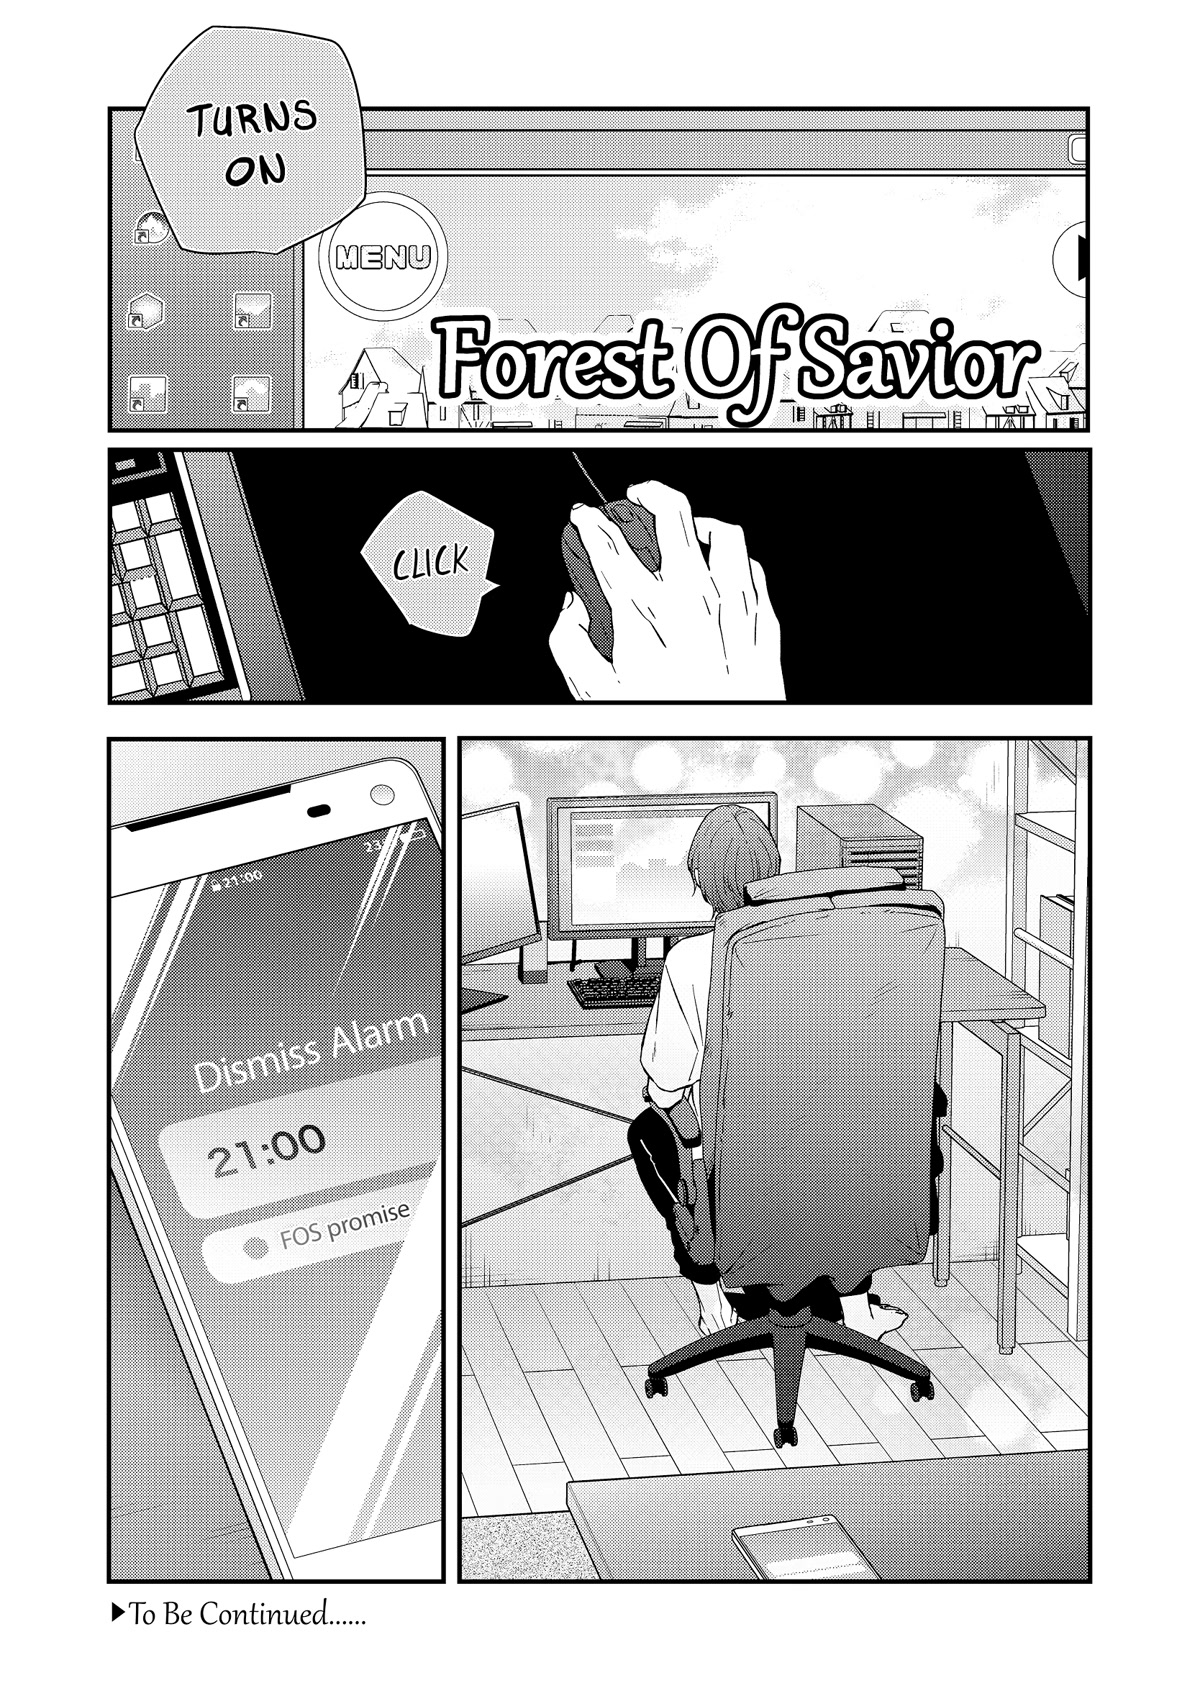 TURNS
ON
MENU
Forest Of Savior
CLICK
21:00
Dismiss Alarm
21:00
FOS promise
To Be Continued......